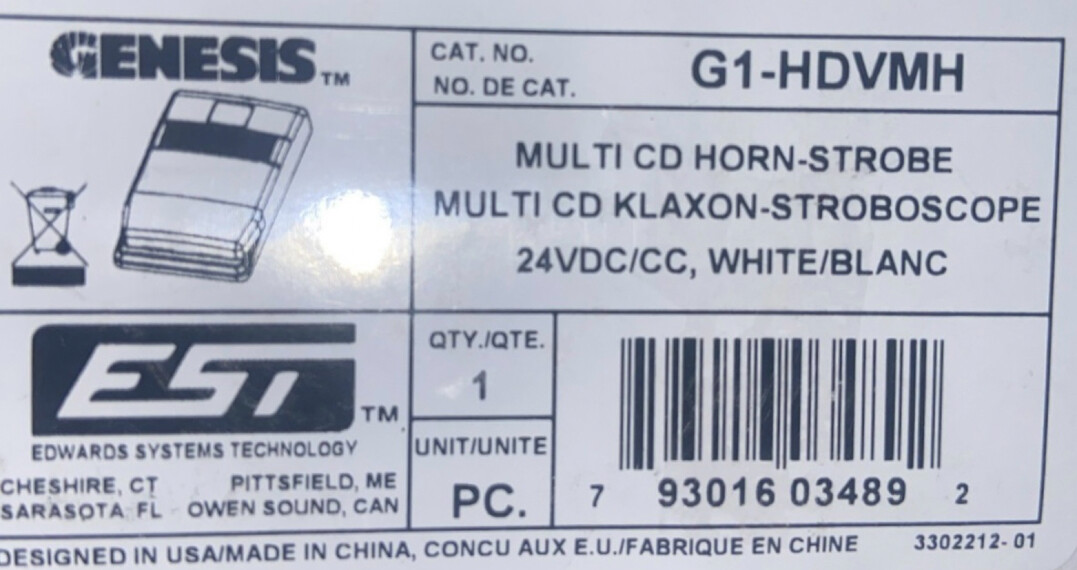 GENESIS™
CAT. NO.
NO. DE CAT.
G1-HDVMH
MULTI CD HORN-STROBE
MULTI CD KLAXON-STROBOSCOPE
24VDC/CC, WHITE/BLANC
EST™
EDWARDS SYSTEMS TECHNOLOGY
CHESHIRE, CT PITTSFIELD, ME
SARASOTA, FL OWEN SOUND, CAN
QTY./QTE.
1
UNIT/UNITE
PC.
7 93016 03489 2
DESIGNED IN USA/MADE IN CHINA, CONCU AUX E.U./FABRIQUE EN CHINE
3302212-01